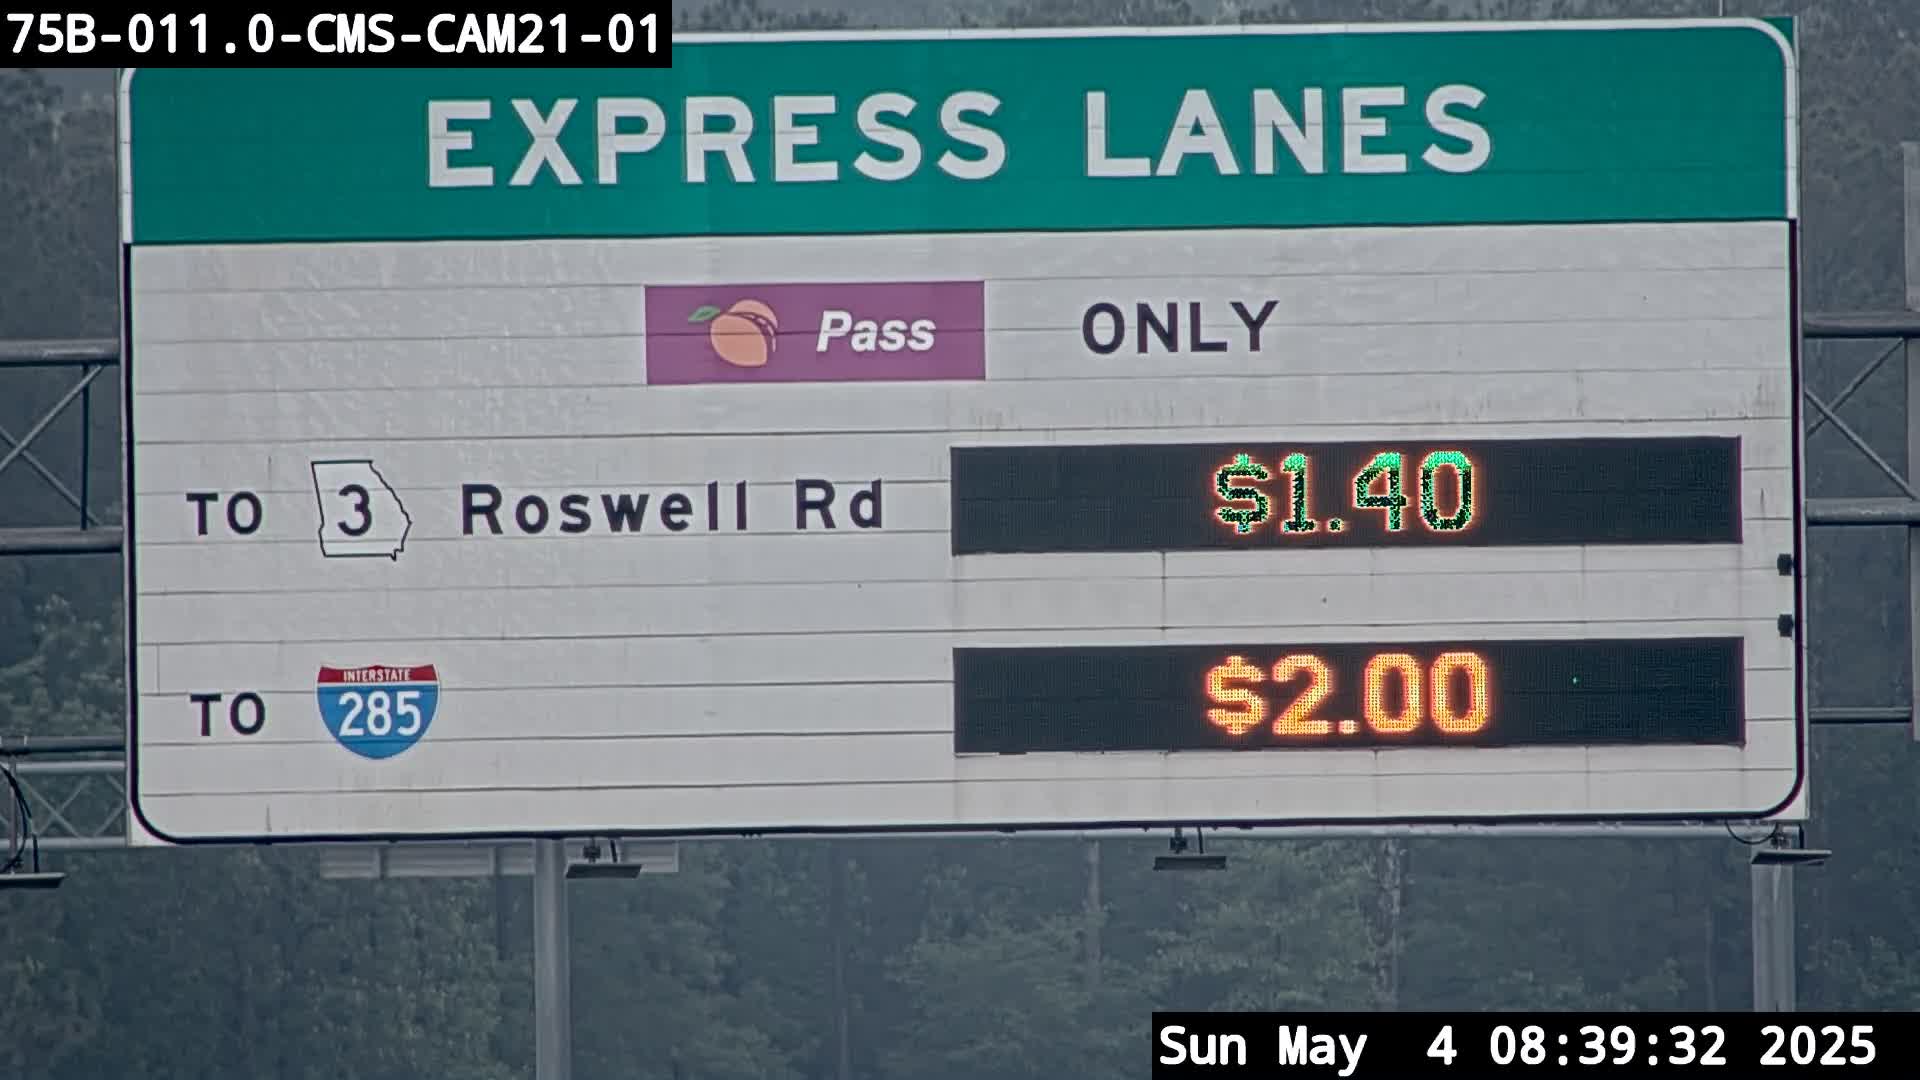 75B-011.0-CMS-CAM21-01
EXPRESS LANES
Pass ONLY
TO 3 Roswell Rd $1.40
TO INTERSTATE 285 $2.00
Sun May 4 08:39:32 2025